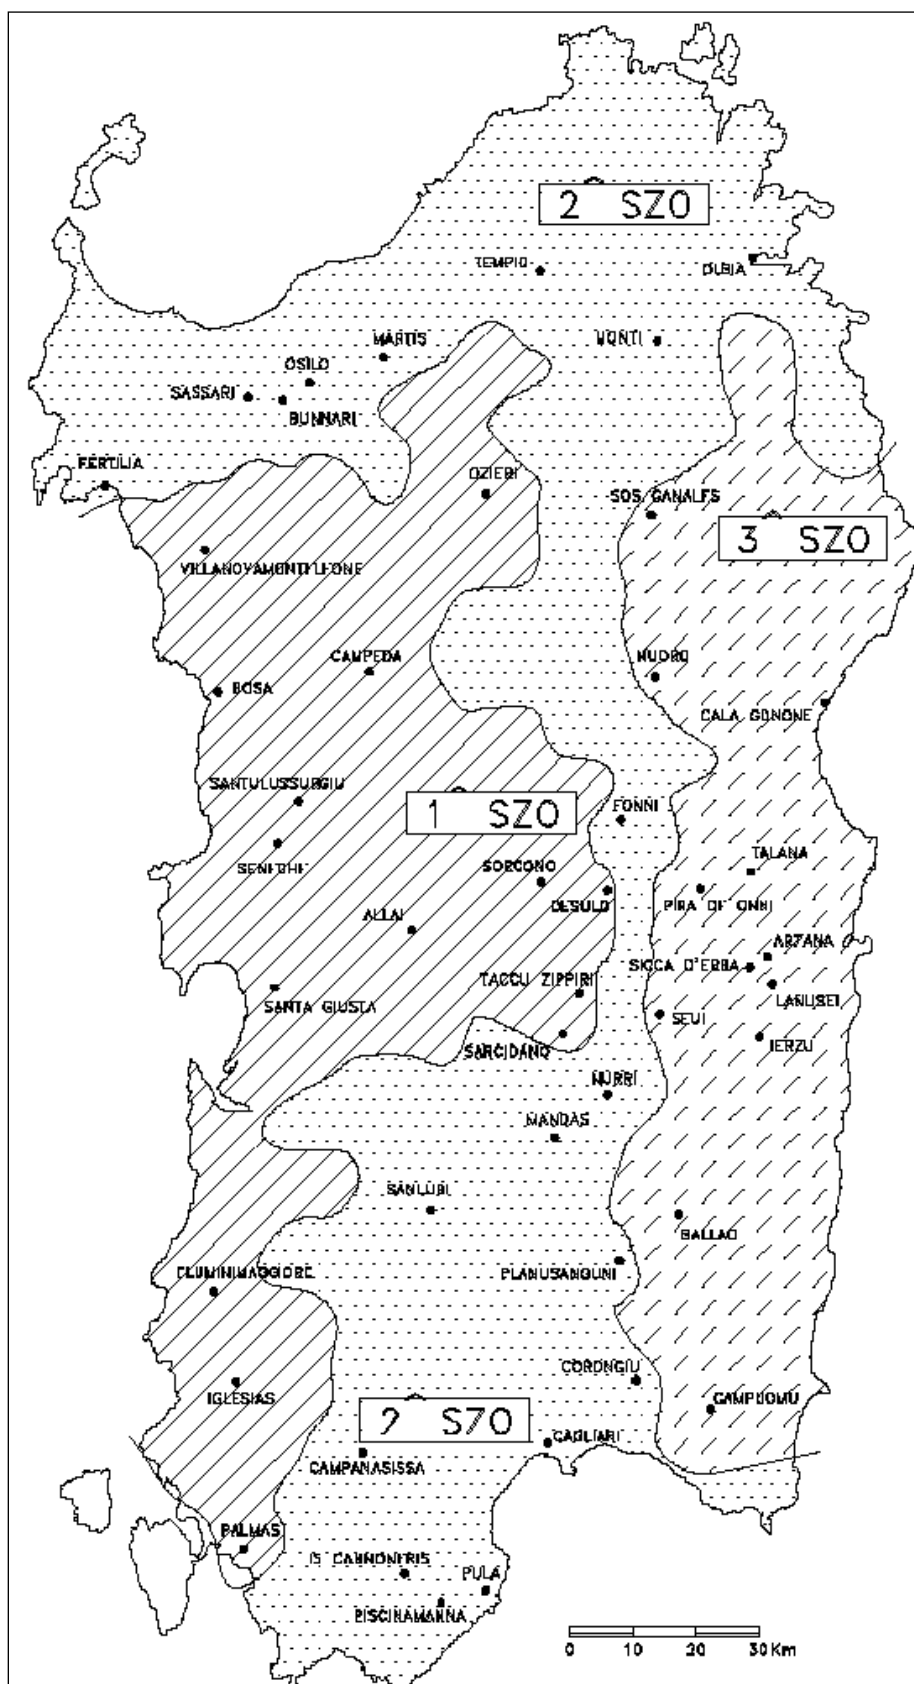 2^ SZO
TEMPIO
OLBIA
MARTIS
MONTI
OSILO
SASSARI
BUNNARI
FERTILIA
OZIERI
SOS CANALES
3^ SZO
VILLANOVAMONTELEONE
CAMPEDA
NUORO
BOSA
CALA GONONE
SANTULUSSURGIU
1^ SZO
FONNI
SENEGHE
TALANA
SORGONO
DESULO
PIRA DE ONNI
ALLAI
ARZANA
SICCA D'ERBA
TACCU ZIPPIRI
LANUSEI
SANTA GIUSTA
SEUI
SARCIDANO
IERZU
NURRI
MANDAS
SANLURI
BALLAO
PLANUSANGUNI
FLUMINIMAGGIORE
CORONGIU
IGLESIAS
CAMPUOMU
2^ SZO
CAGLIARI
CAMPANASISSA
PALMAS
IS CANNONERIS
PULA
PISCINAMANNA
0 10 20 30 Km